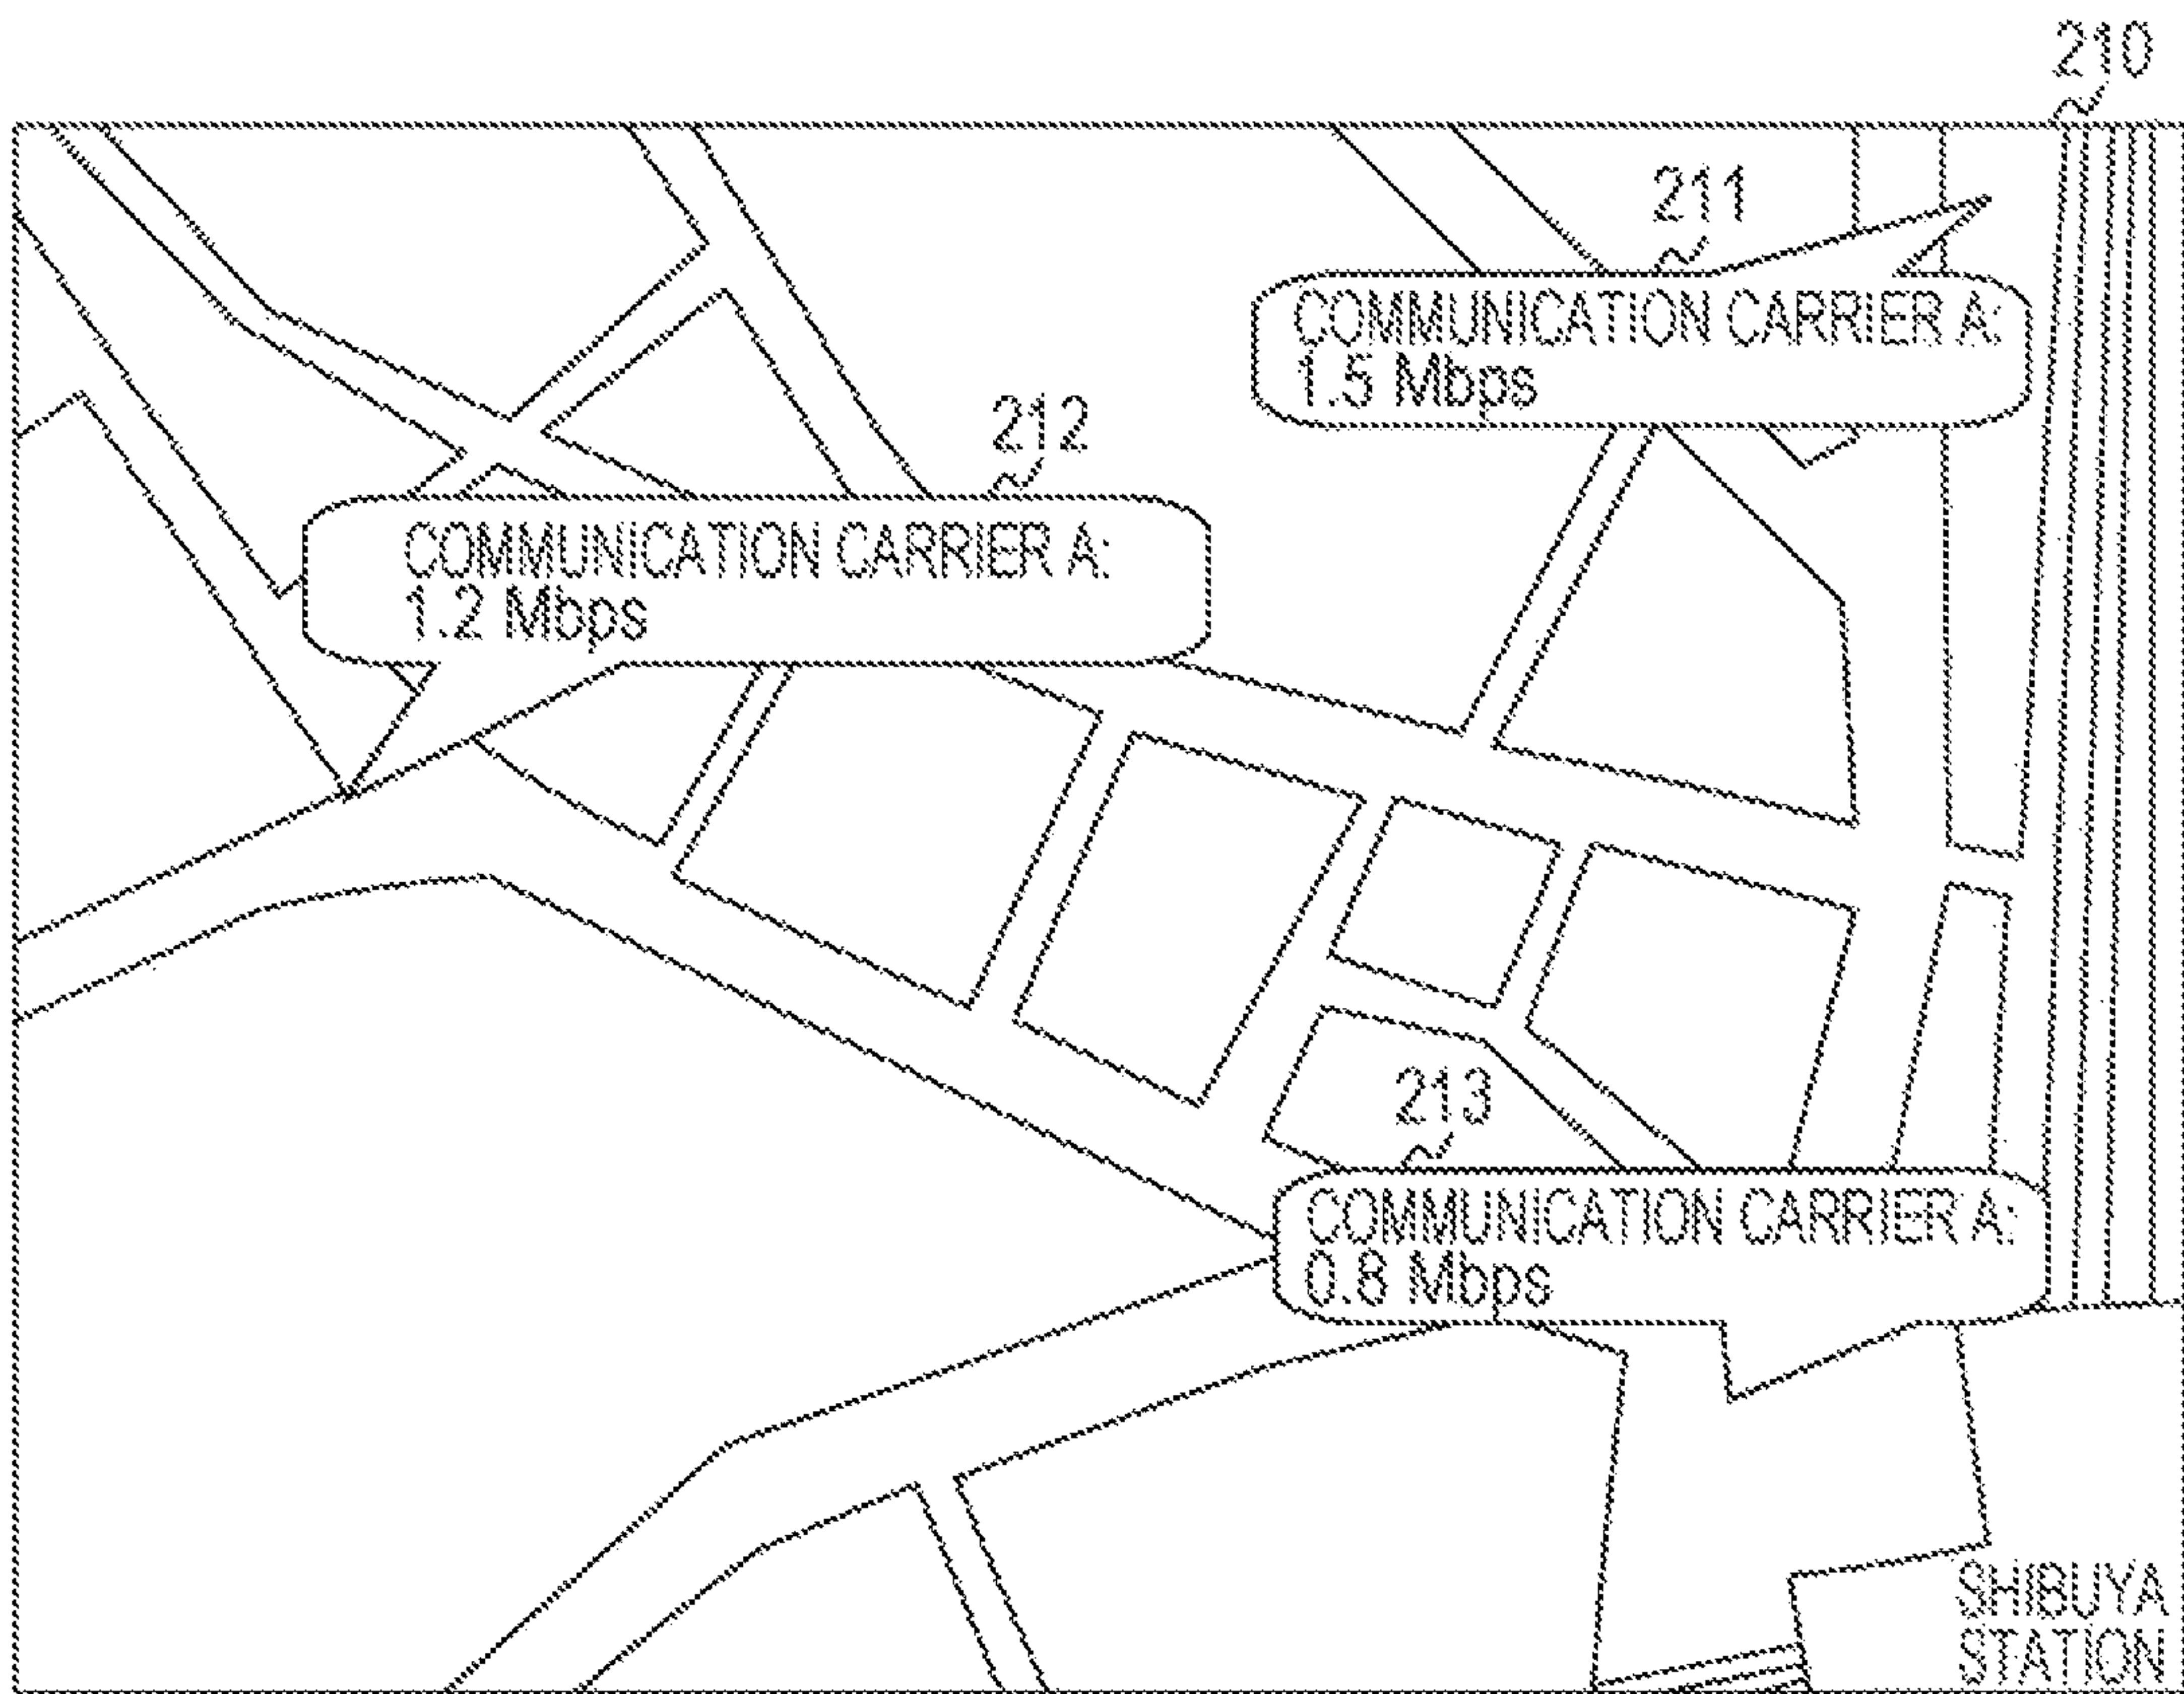 210
211
COMMUNICATION CARRIER A:
1.5 Mbps
212
COMMUNICATION CARRIER A:
1.2 Mbps
213
COMMUNICATION CARRIER A:
0.8 Mbps
SHIBUYA
STATION